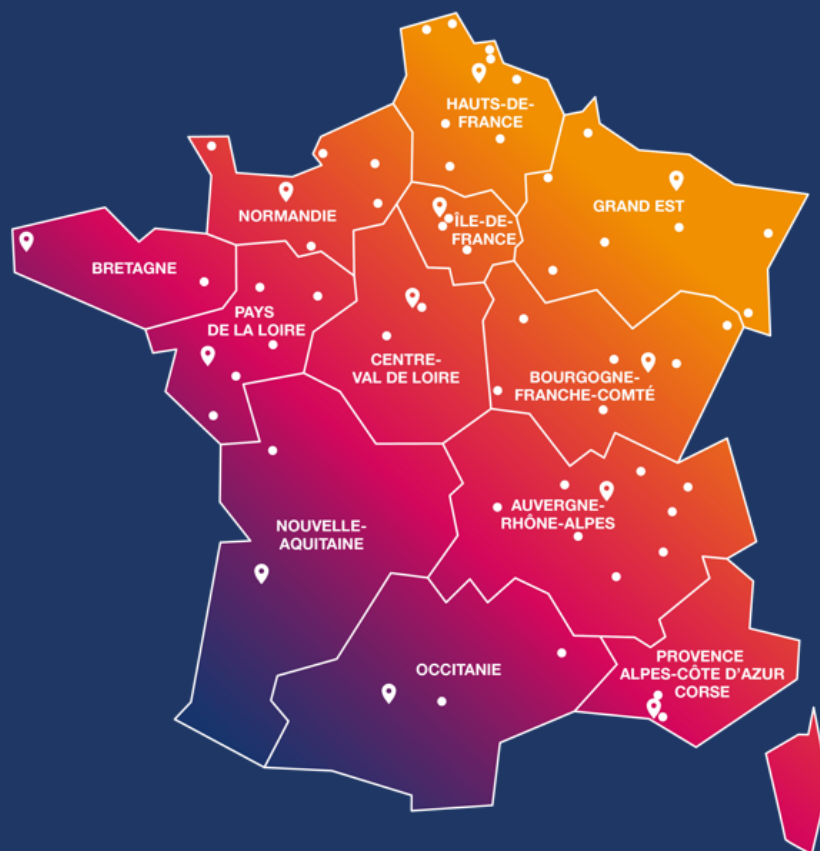 HAUTS-DE-
FRANCE
NORMANDIE
ÎLE-DE-
FRANCE
GRAND EST
BRETAGNE
PAYS
DE LA LOIRE
CENTRE-
VAL DE LOIRE
BOURGOGNE-
FRANCHE-COMTÉ
NOUVELLE-
AQUITAINE
AUVERGNE-
RHÔNE-ALPES
OCCITANIE
PROVENCE
ALPES-CÔTE D'AZUR
CORSE